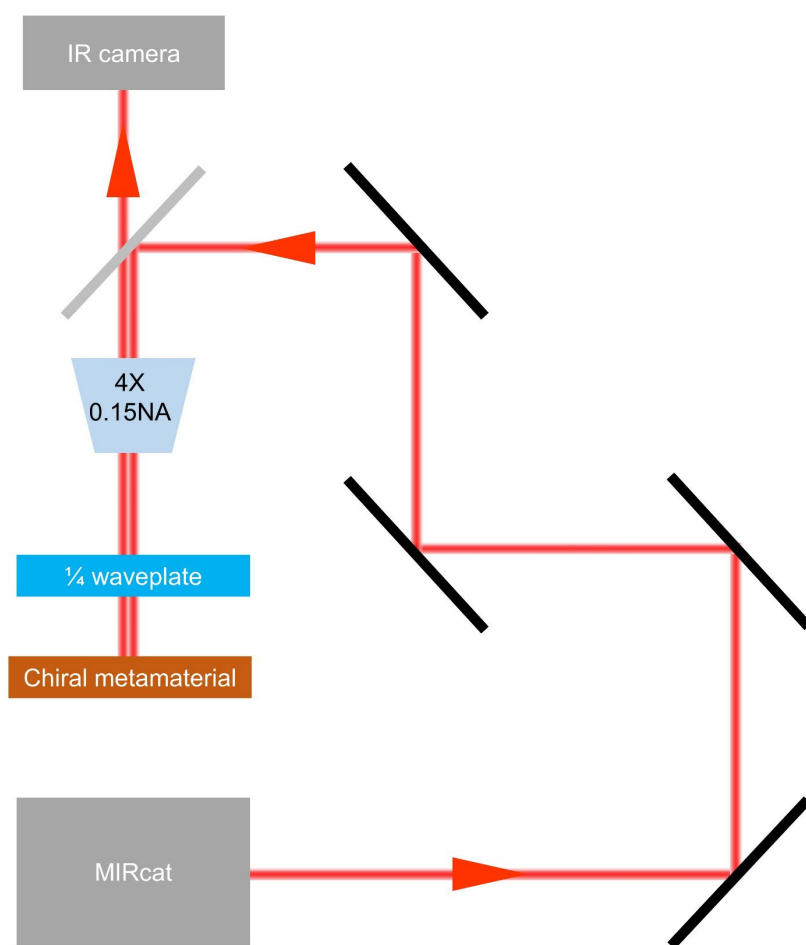 IR camera
4X
0.15NA
¼ waveplate
Chiral metamaterial
MIRcat